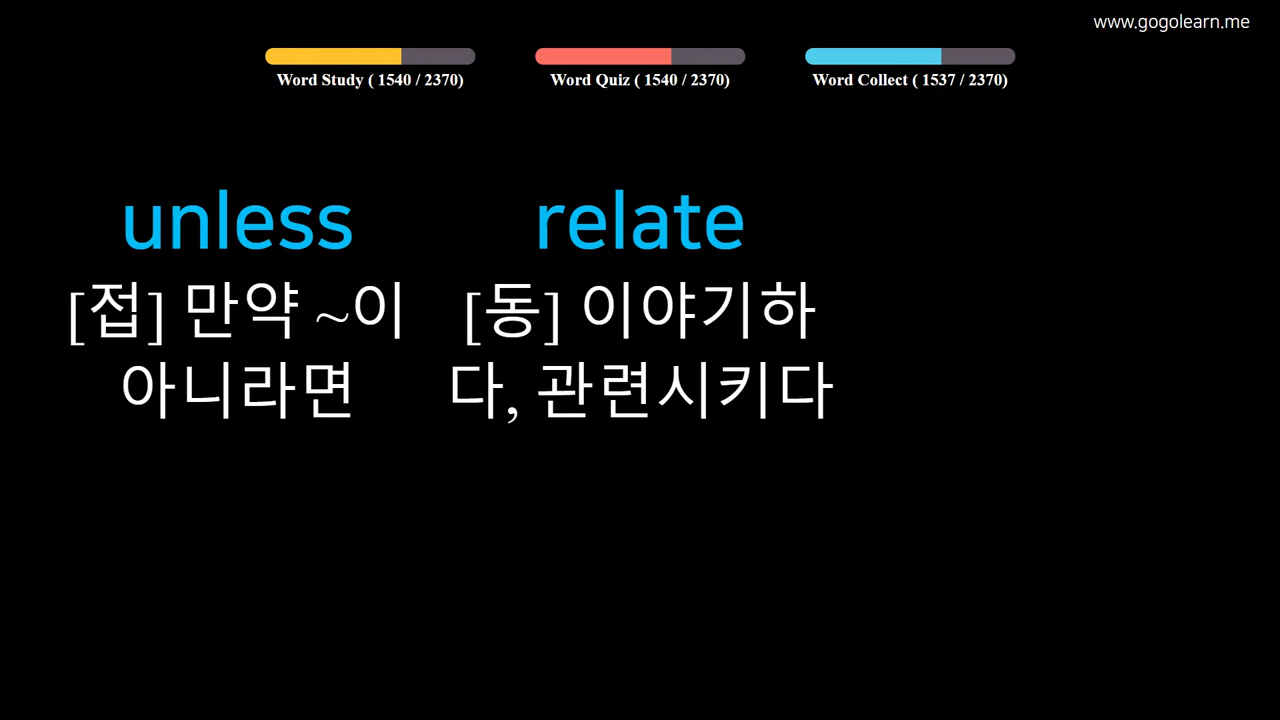 www.gogolearn.me
Word Study ( 1540 / 2370)
Word Quiz ( 1540 / 2370)
Word Collect ( 1537 / 2370)
unless
[접] 만약 ~이
아니라면
relate
[동] 이야기하
다, 관련시키다